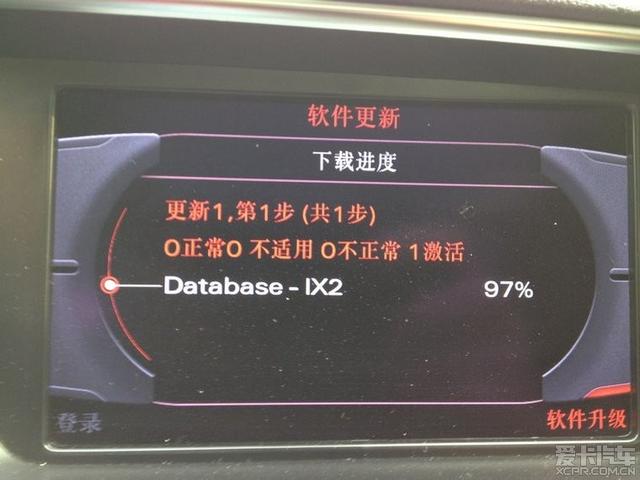 软件更新
下载进度
更新1,第1步 (共1步)
0正常0 不适用 0不正常 1激活
Database - IX2 97%
登录 软件升级
爱卡汽车
XCAR.COM.CN